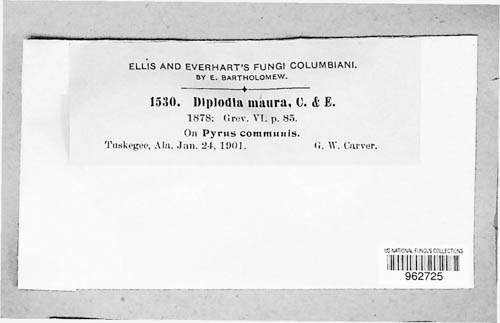 ELLIS AND EVERHART'S FUNGI COLUMBIANI.
BY E. BARTHOLOMEW.
1530. Diplodia maura, C. & E.
1878: Grev. VI. p. 85.
On Pyrus communis.
Tuskegee, Ala. Jan. 24, 1901. G. W. Carver.
US NATIONAL FUNGUS COLLECTIONS
962725